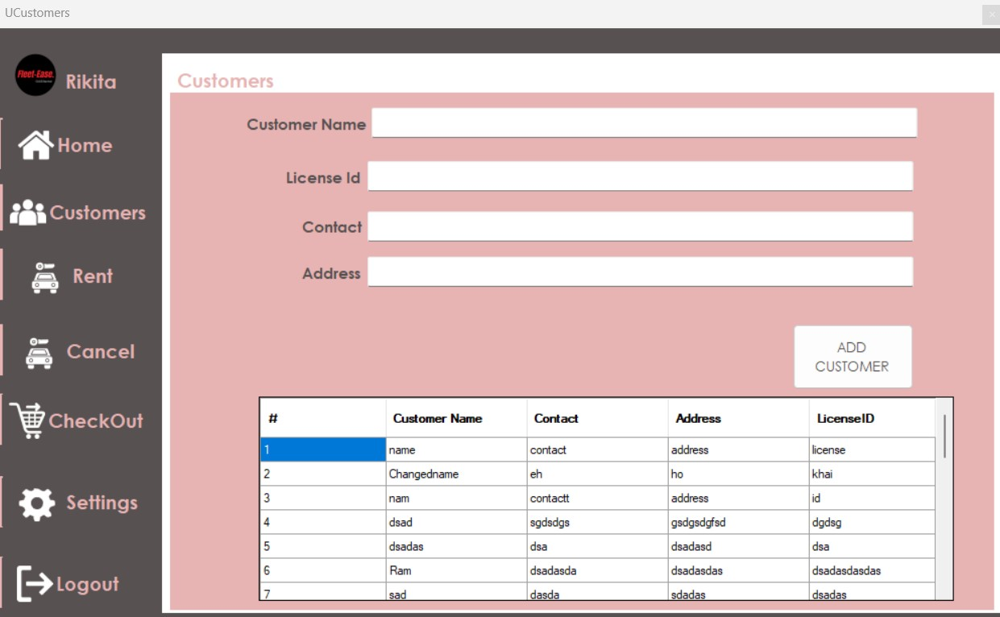 UCustomers
Fleet-Ease.
Rikita
Home
Customers
Rent
Cancel
CheckOut
Settings
Logout
Customers
Customer Name
License Id
Contact
Address
ADD
CUSTOMER
# Customer Name Contact Address LicenseID
1 name contact address license
2 Changedname eh ho khai
3 nam contactt address id
4 dsad sgdsdgs gsdgsdgfsd dgdsg
5 dsadas dsa dsadasd dsa
6 Ram dsadasda dsadasdas dsadasdasdas
7 sad dasda sdadas dsadas